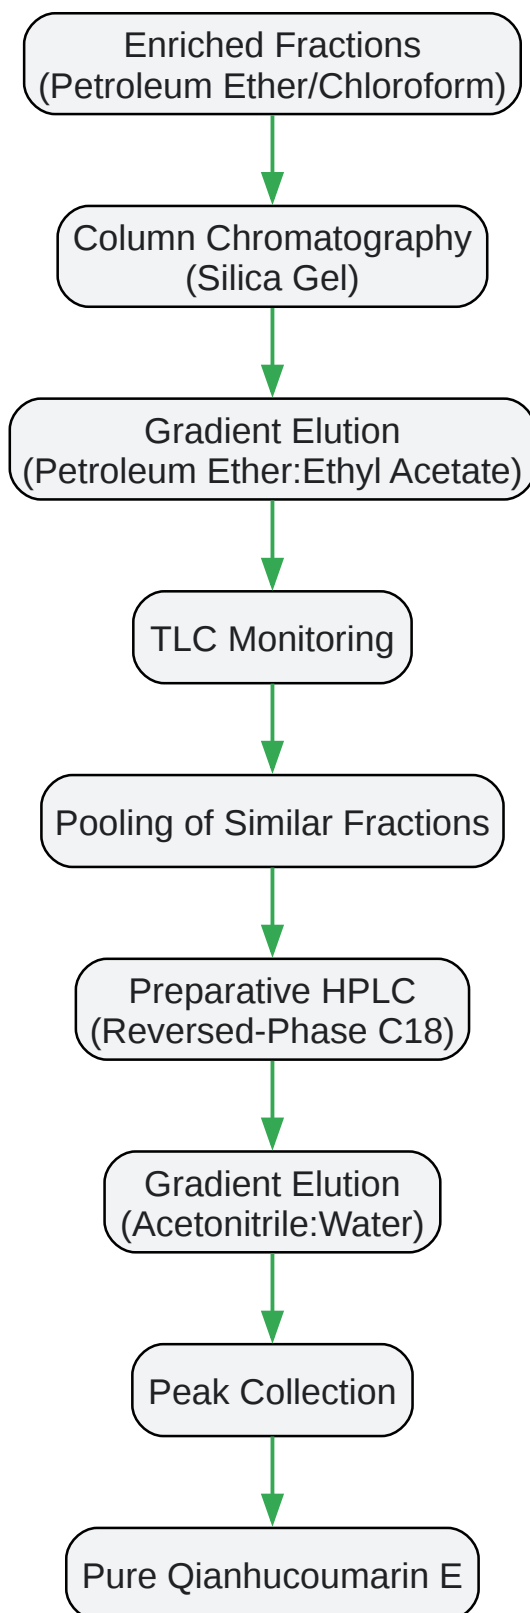 Enriched Fractions
(Petroleum Ether/Chloroform)
Column Chromatography
(Silica Gel)
Gradient Elution
(Petroleum Ether:Ethyl Acetate)
TLC Monitoring
Pooling of Similar Fractions
Preparative HPLC
(Reversed-Phase C18)
Gradient Elution
(Acetonitrile:Water)
Peak Collection
Pure Qianhucoumarin E